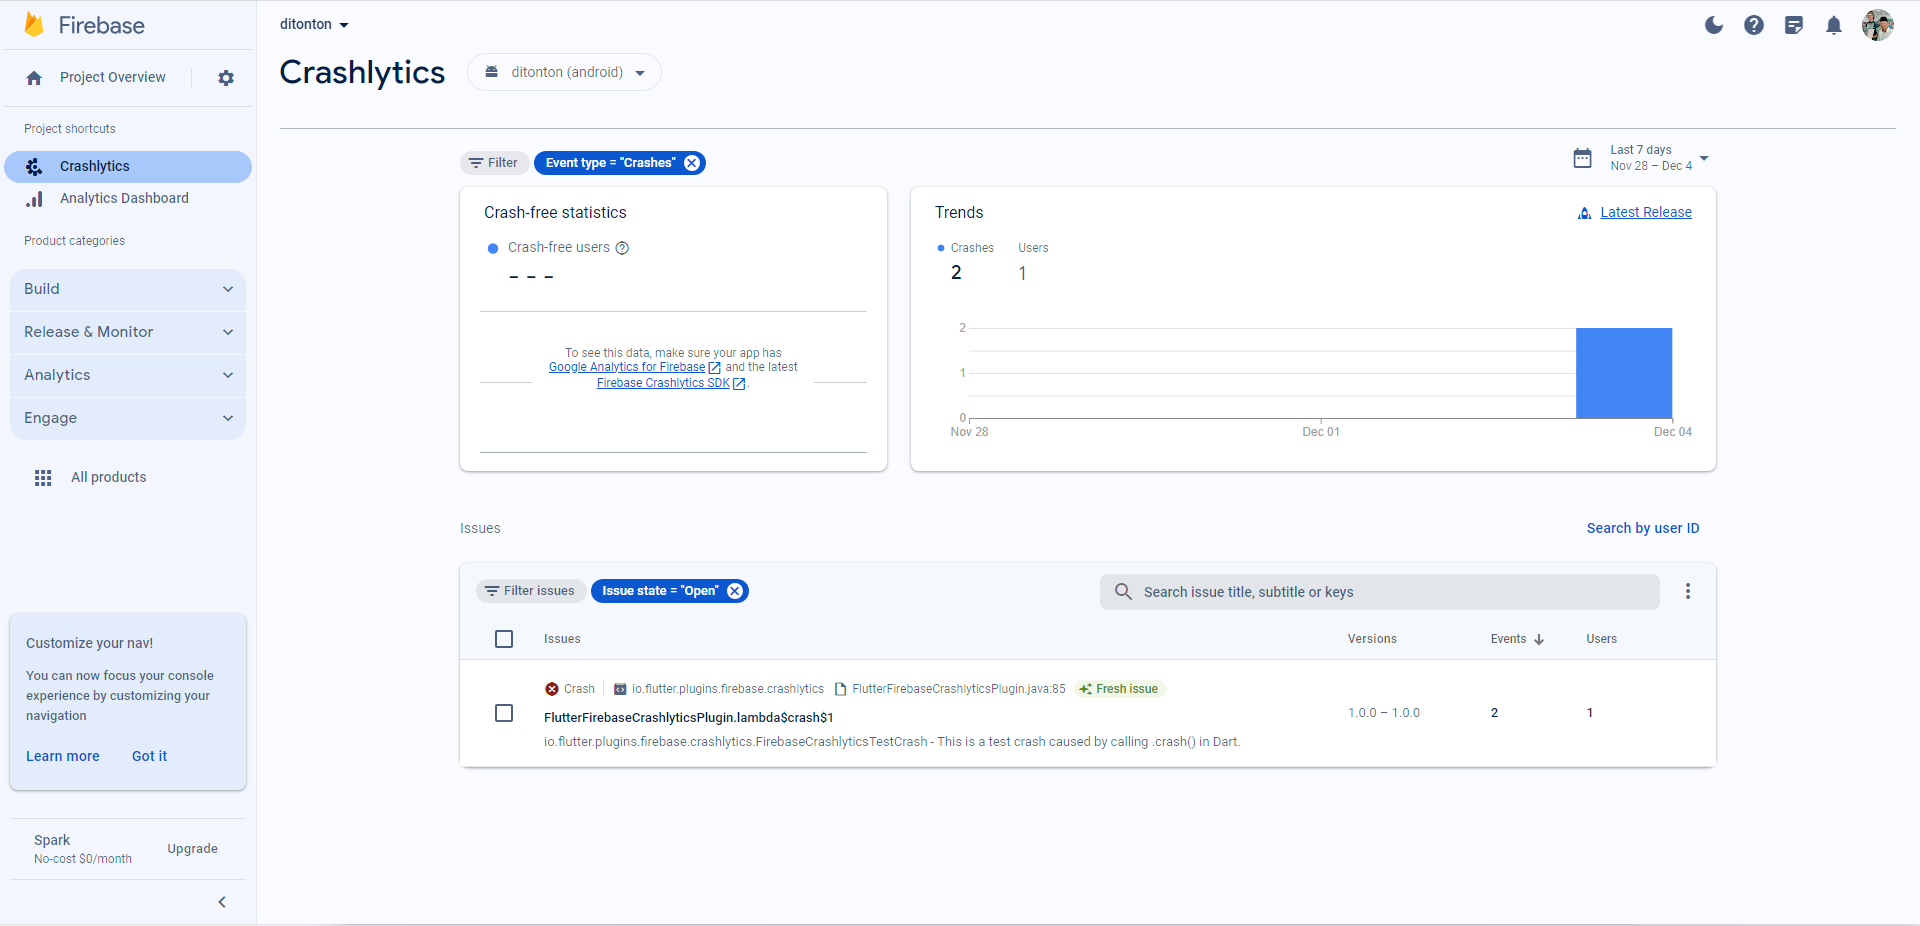 Firebase
Project Overview
Project shortcuts
Crashlytics
Analytics Dashboard
Product categories
Build
Release & Monitor
Analytics
Engage
All products
Customize your nav!
You can now focus your console
experience by customizing your
navigation
Learn more Got it
Spark
No-cost $0/month
Upgrade
ditonton
Crashlytics
ditonton (android)
Filter
Event type = "Crashes"
Last 7 days
Nov 28 – Dec 4
Crash-free statistics
Crash-free users
– – –
To see this data, make sure your app has
Google Analytics for Firebase and the latest
Firebase Crashlytics SDK .
Trends
Latest Release
Crashes Users
2 1
2
1
0
Nov 28 Dec 01 Dec 04
Issues
Search by user ID
Filter issues
Issue state = "Open"
Search issue title, subtitle or keys
Issues Versions Events Users
Crash io.flutter.plugins.firebase.crashlytics FlutterFirebaseCrashlyticsPlugin.java:85 Fresh issue
FlutterFirebaseCrashlyticsPlugin.lambda$crash$1
1.0.0 – 1.0.0 2 1
io.flutter.plugins.firebase.crashlytics.FirebaseCrashlyticsTestCrash - This is a test crash caused by calling .crash() in Dart.